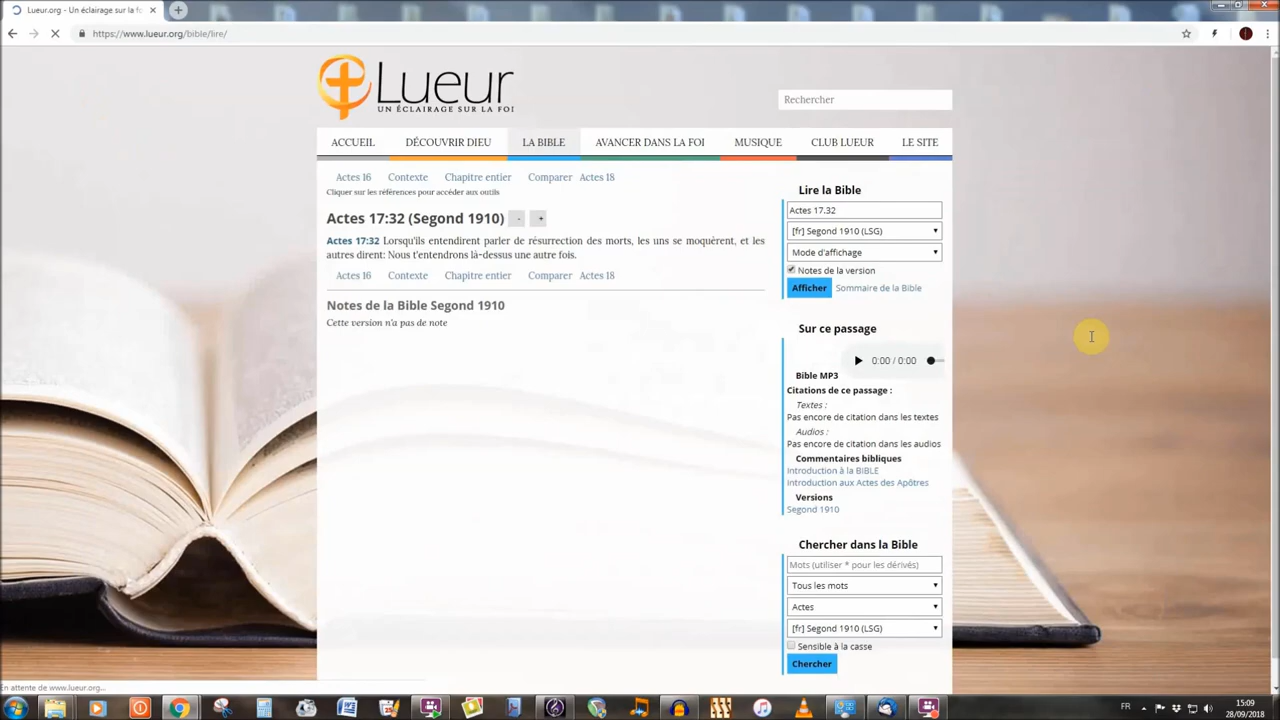 Lueur.org - Un éclairage sur la fo
https://www.lueur.org/bible/lire/
Lueur
UN ÉCLAIRAGE SUR LA FOI
Rechercher
ACCUEIL DÉCOUVRIR DIEU LA BIBLE AVANCER DANS LA FOI MUSIQUE CLUB LUEUR LE SITE
Actes 16 Contexte Chapitre entier Comparer Actes 18
Cliquer sur les références pour accéder aux outils
Actes 17:32 (Segond 1910) - +
Actes 17:32 Lorsqu'ils entendirent parler de résurrection des morts, les uns se moquèrent, et les
autres dirent: Nous t'entendrons là-dessus une autre fois.
Actes 16 Contexte Chapitre entier Comparer Actes 18
Notes de la Bible Segond 1910
Cette version n'a pas de note
Lire la Bible
Actes 17.32
[fr] Segond 1910 (LSG)
Mode d'affichage
Notes de la version
Afficher Sommaire de la Bible
Sur ce passage
0:00 / 0:00
Bible MP3
Citations de ce passage :
Textes :
Pas encore de citation dans les textes
Audios :
Pas encore de citation dans les audios
Commentaires bibliques
Introduction à la BIBLE
Introduction aux Actes des Apôtres
Versions
Segond 1910
Chercher dans la Bible
Mots (utiliser * pour les dérivés)
Tous les mots
Actes
[fr] Segond 1910 (LSG)
Sensible à la casse
Chercher
En attente de www.lueur.org...
FR
15:09
28/09/2018